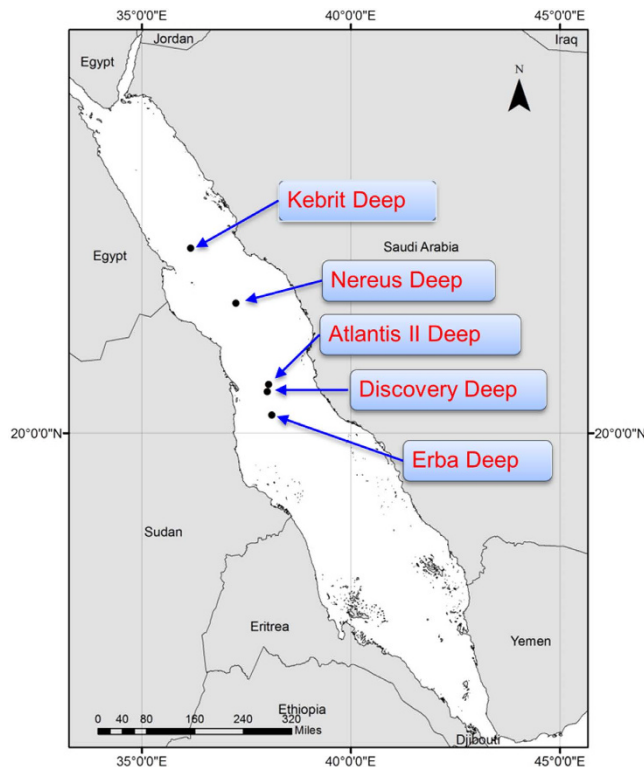 35°0'0"E
40°0'0"E
45°0'0"E
Jordan
Iraq
Egypt
N
Kebrit Deep
Saudi Arabia
Egypt
Nereus Deep
Atlantis II Deep
Discovery Deep
20°0'0"N
20°0'0"N
Erba Deep
Sudan
Eritrea
Yemen
Ethiopia
0 40 80 160 240 320
Miles
Djibouti
35°0'0"E
40°0'0"E
45°0'0"E